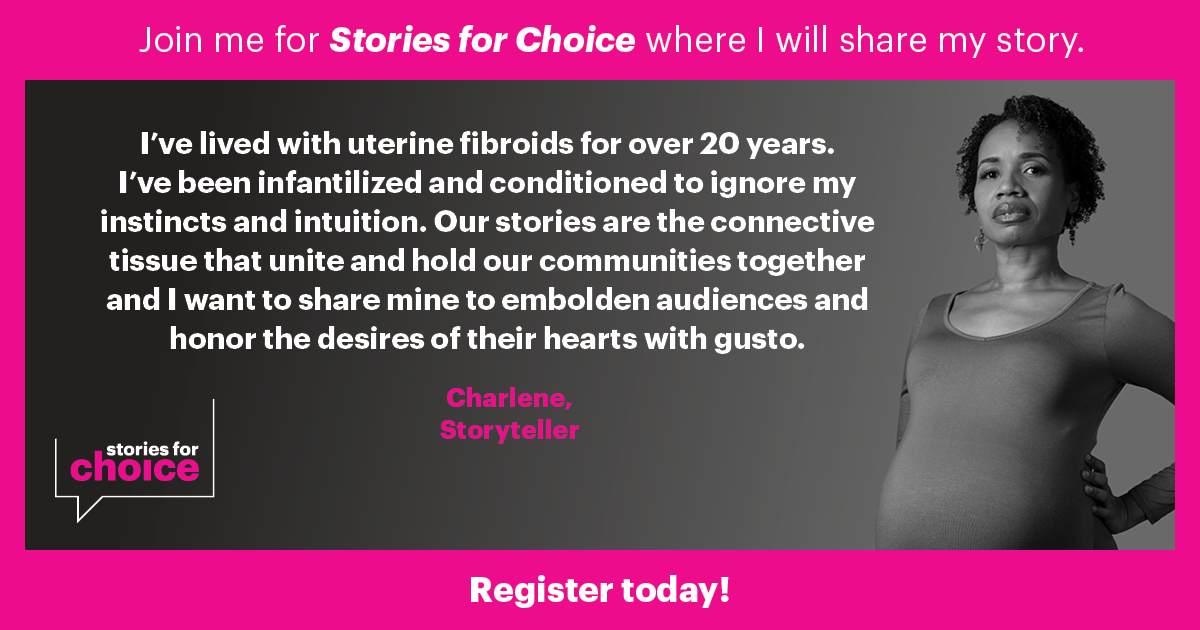 Join me for Stories for Choice where I will share my story.
I’ve lived with uterine fibroids for over 20 years.
I’ve been infantilized and conditioned to ignore my
instincts and intuition. Our stories are the connective
tissue that unite and hold our communities together
and I want to share mine to embolden audiences and
honor the desires of their hearts with gusto.
Charlene,
Storyteller
stories for
choice
Register today!